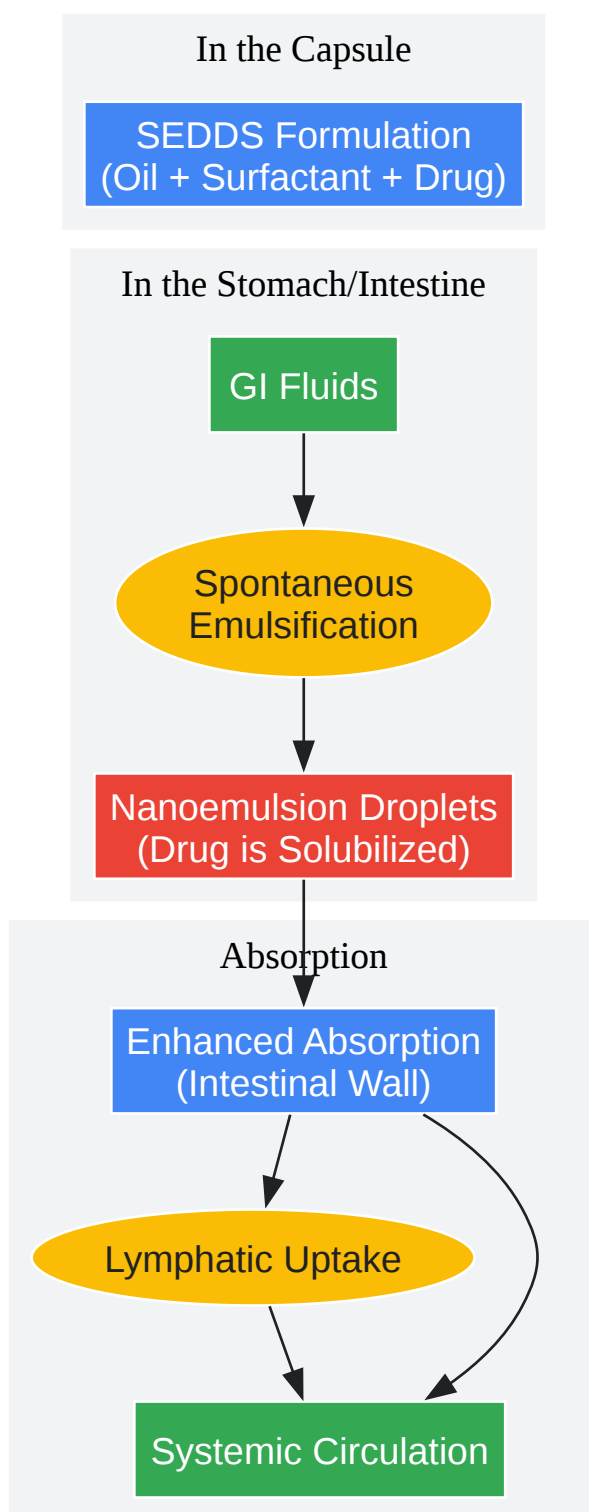 In the Capsule
SEDDS Formulation
(Oil + Surfactant + Drug)
In the Stomach/Intestine
GI Fluids
Spontaneous
Emulsification
Nanoemulsion Droplets
(Drug is Solubilized)
Absorption
Enhanced Absorption
(Intestinal Wall)
Lymphatic Uptake
Systemic Circulation